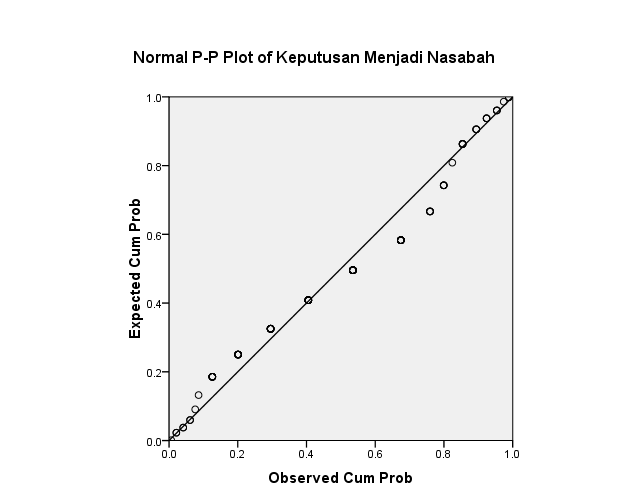 Normal P-P Plot of Keputusan Menjadi Nasabah
1.0
0.8
0.6
0.4
0.2
0.0
Expected Cum Prob
0.0 0.2 0.4 0.6 0.8 1.0
Observed Cum Prob